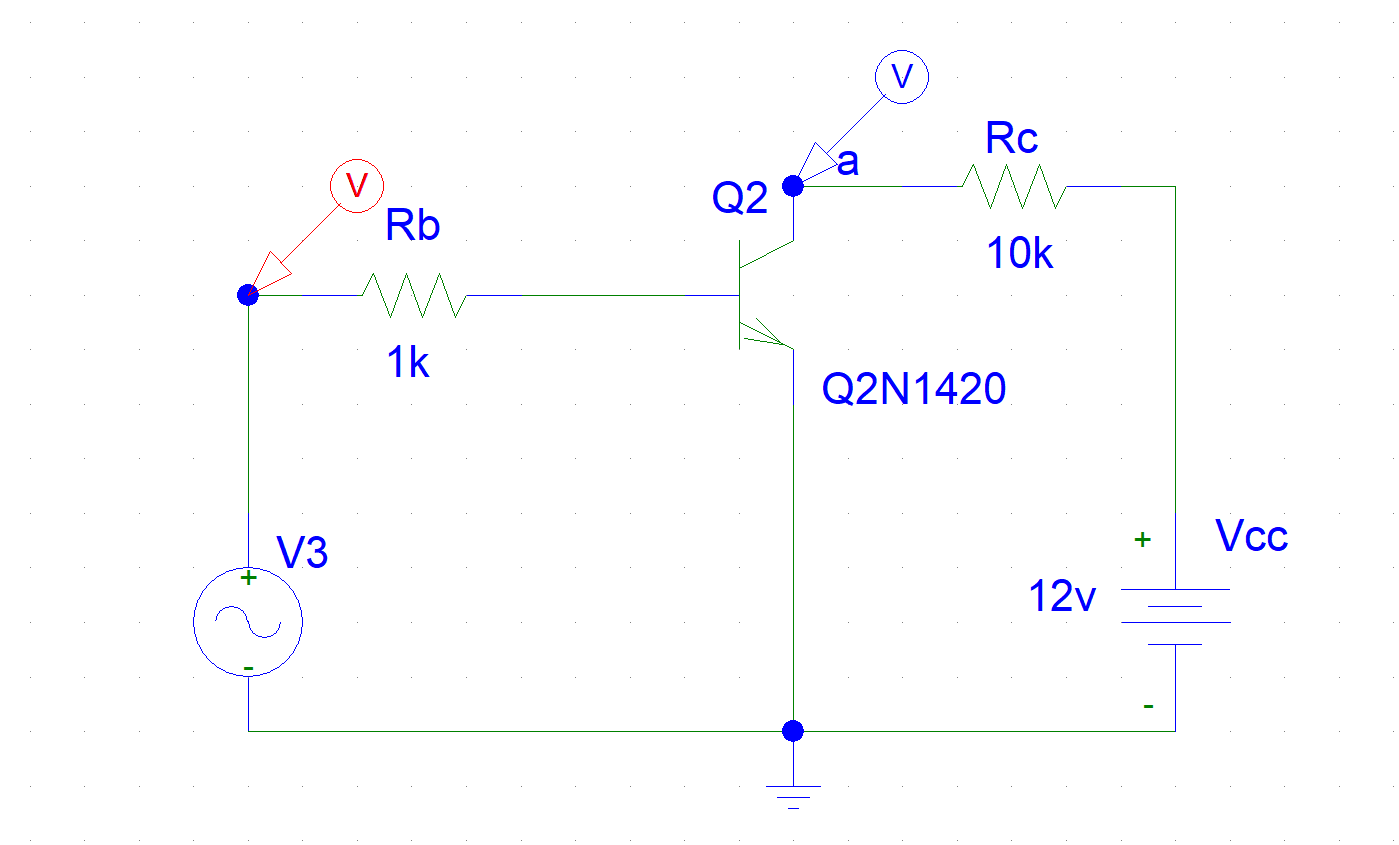 V
V
a
Rc
Q2
Rb
10k
1k
Q2N1420
V3
+
-
+
Vcc
12v
-